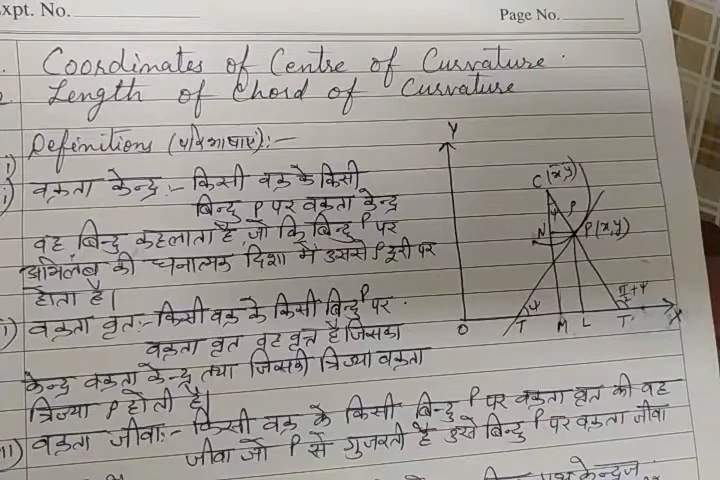 Expt. No.
Page No.
Coordinates of Centre of Curvature.
Length of Chord of Curvature
Definitions (परिभाषाएं):-
i) वक्रता केन्द्र:- किसी वक्र के किसी
बिन्दु P पर वक्रता केन्द्र
वह बिन्दु कहलाता है, जो कि बिन्दु P पर
अभिलंब की धनात्मक दिशा में उससे ρ दूरी पर
होता है।
वक्रता वृत:- किसी वक्र के किसी बिन्दु P पर
वक्रता वृत वह वृत्त है जिसका
केन्द्र वक्रता केन्द्र तथा जिसकी त्रिज्या वक्रता
त्रिज्या ρ होती है।
वक्रता जीवा:- किसी वक्र के किसी बिन्दु P पर वक्रता वृत की वह
जीवा जो P से गुजरती है उसे बिन्दु P पर वक्रता जीवा
Y
C(x̄,ȳ)
ψ ρ
N P(x,y)
ψ π/2+ψ
O T M L T' X